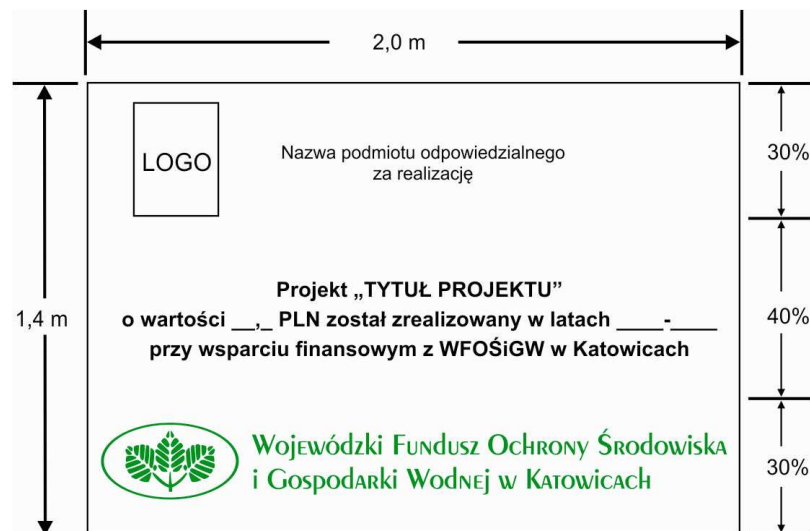 2,0 m
LOGO
Nazwa podmiotu odpowiedzialnego
za realizację
30%
Projekt „TYTUŁ PROJEKTU”
o wartości __,_ PLN został zrealizowany w latach ____-____
przy wsparciu finansowym z WFOŚiGW w Katowicach
1,4 m
40%
Wojewódzki Fundusz Ochrony Środowiska
i Gospodarki Wodnej w Katowicach
30%